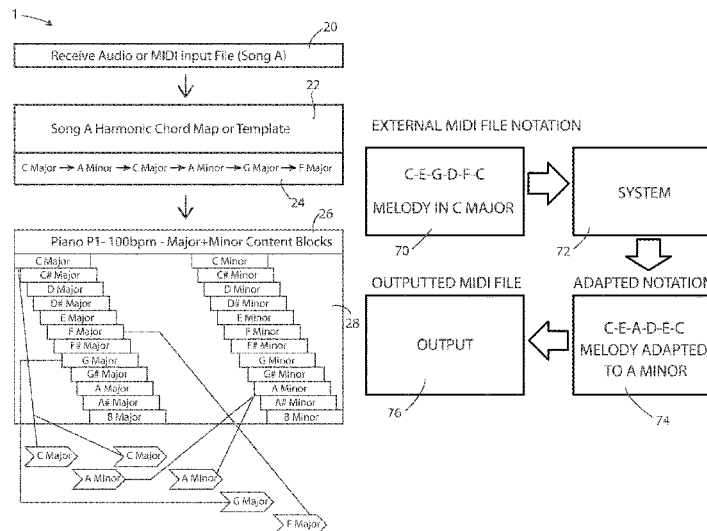 1
20
Receive Audio or MIDI Input File (Song A)
22
Song A Harmonic Chord Map or Template
C Major → A Minor → C Major → A Minor → G Major → F Major
24
26
Piano P1- 100bpm - Major+Minor Content Blocks
C Major C Minor
C# Major C# Minor
D Major D Minor
D# Major D# Minor
E Major E Minor
F Major F Minor
F# Major F# Minor
G Major G Minor
G# Major G# Minor
A Major A Minor
A# Major A# Minor
B Major B Minor
28
C Major C Major
A Minor A Minor
G Major
F Major
EXTERNAL MIDI FILE NOTATION
C-E-G-D-F-C
MELODY IN C MAJOR
70
SYSTEM
72
OUTPUTTED MIDI FILE
ADAPTED NOTATION
OUTPUT
76
C-E-A-D-E-C
MELODY ADAPTED
TO A MINOR
74